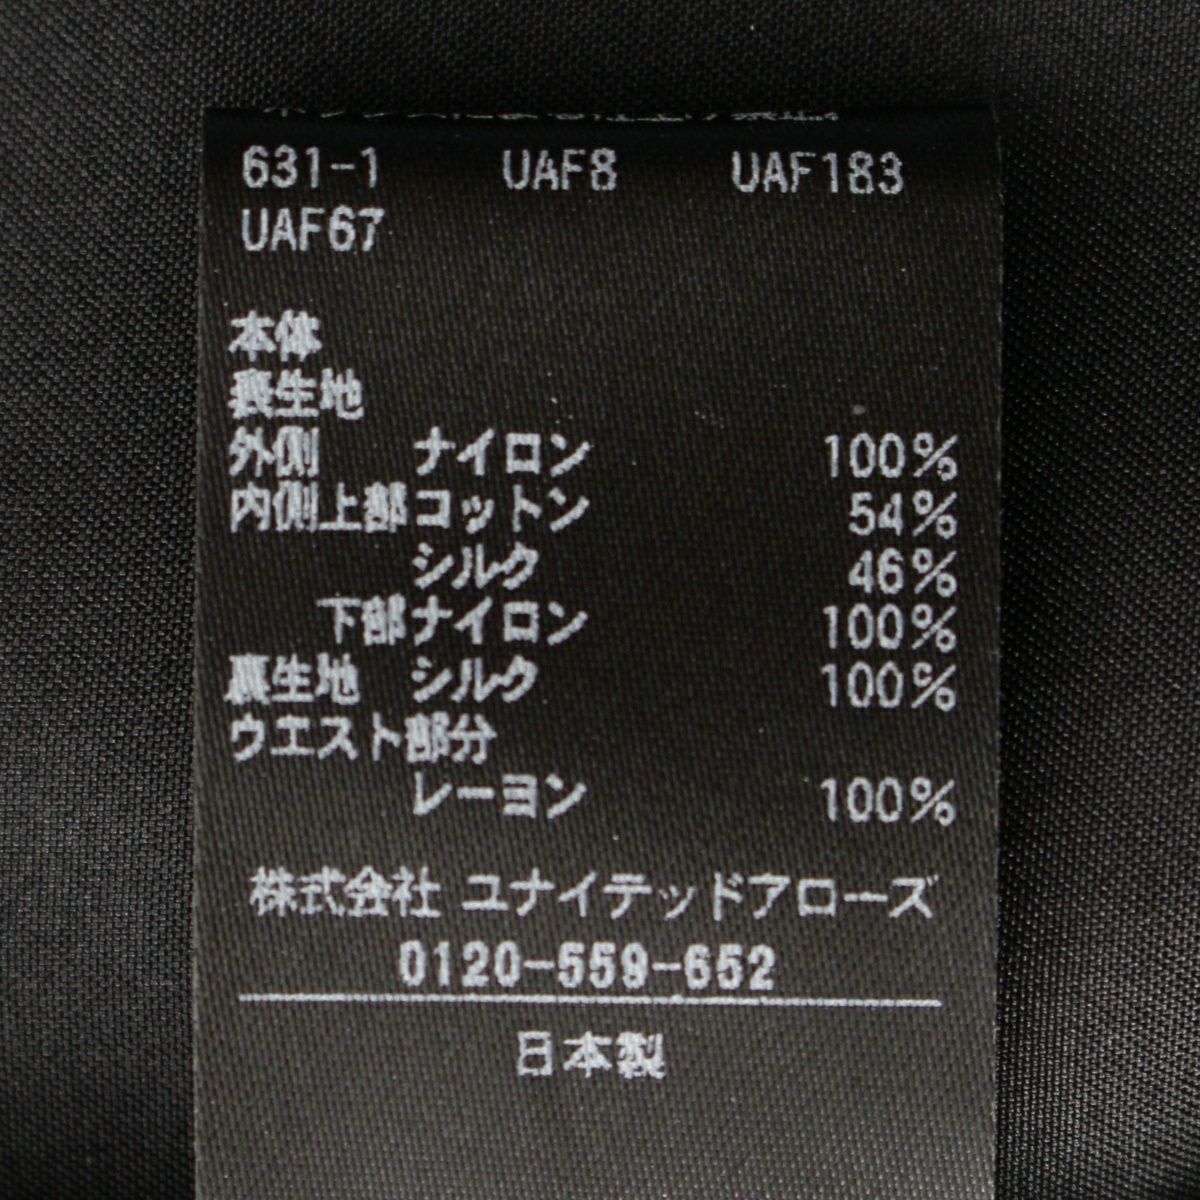 631-1 UAF8 UAF183
UAF67
本体
表生地
外側 ナイロン 100%
内側上部コットン 54%
シルク 46%
下部ナイロン 100%
裏生地 シルク 100%
ウエスト部分
レーヨン 100%
株式会社 ユナイテッドアローズ
0120-559-652
日本製